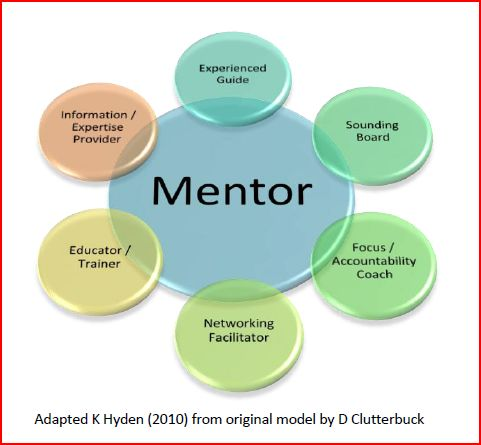 Experienced
Guide
Information /
Expertise
Provider
Sounding
Board
Mentor
Educator /
Trainer
Focus /
Accountability
Coach
Networking
Facilitator
Adapted K Hyden (2010) from original model by D Clutterbuck